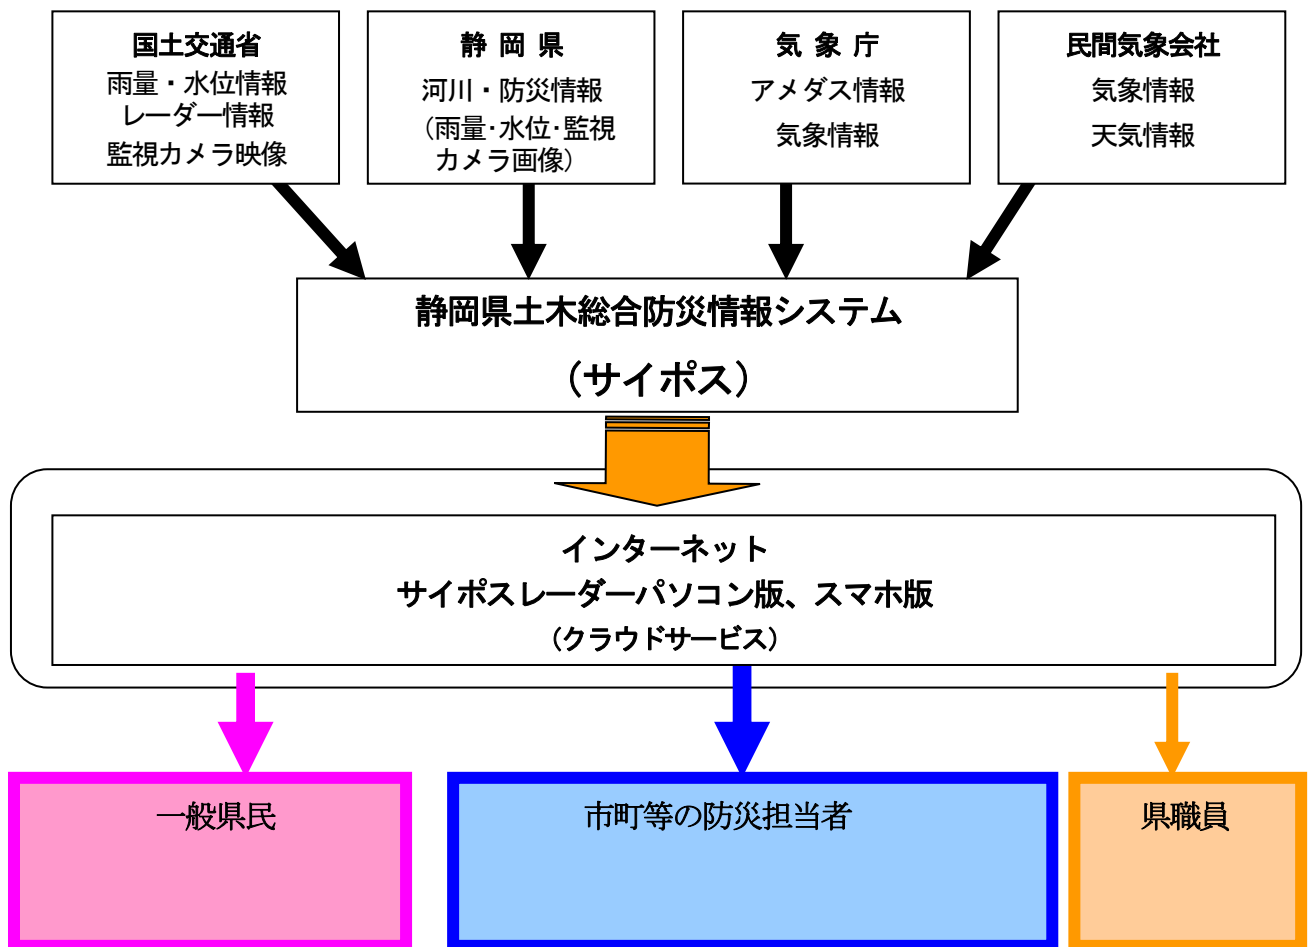 国土交通省
雨量・水位情報
レーダー情報
監視カメラ映像
静 岡 県
河川・防災情報
（雨量･水位･監視
カメラ画像）
気 象 庁
アメダス情報
気象情報
民間気象会社
気象情報
天気情報
静岡県土木総合防災情報システム
（サイポス）
インターネット
サイポスレーダーパソコン版、スマホ版
（クラウドサービス）
一般県民
市町等の防災担当者
県職員